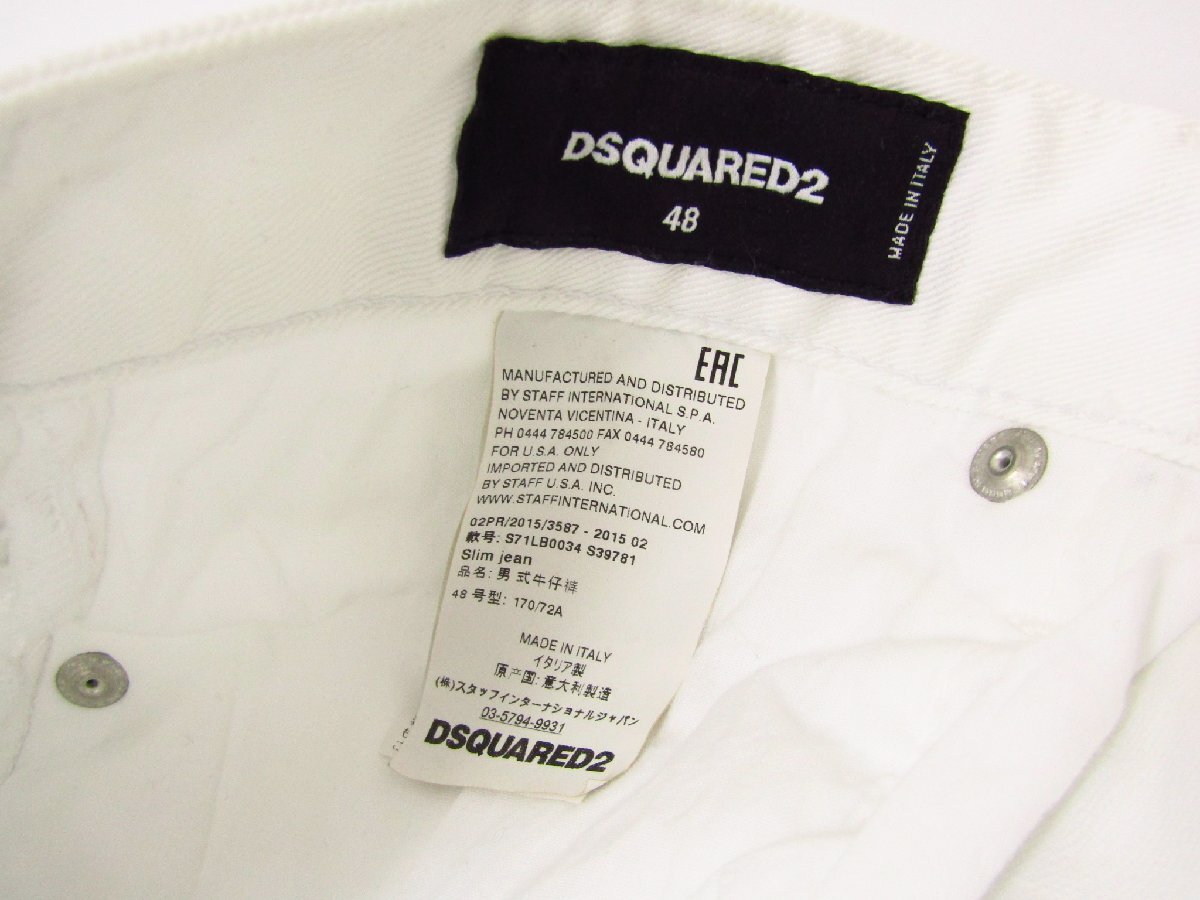 DSQUARED2
48
MADE IN ITALY
EAC
MANUFACTURED AND DISTRIBUTED
BY STAFF INTERNATIONAL S.P.A.
NOVENTA VICENTINA - ITALY
PH 0444 784500 FAX 0444 784580
FOR U.S.A. ONLY
IMPORTED AND DISTRIBUTED
BY STAFF U.S.A. INC.
WWW.STAFFINTERNATIONAL.COM
02PR/2015/3587 - 2015 02
款号: S71LB0034 S39781
Slim jean
品名: 男 式牛仔裤
48 号型: 170/72A
MADE IN ITALY
イタリア製
原产国: 意大利製造
(株)スタッフインターナショナルジャパン
03-5794-9931
DSQUARED2